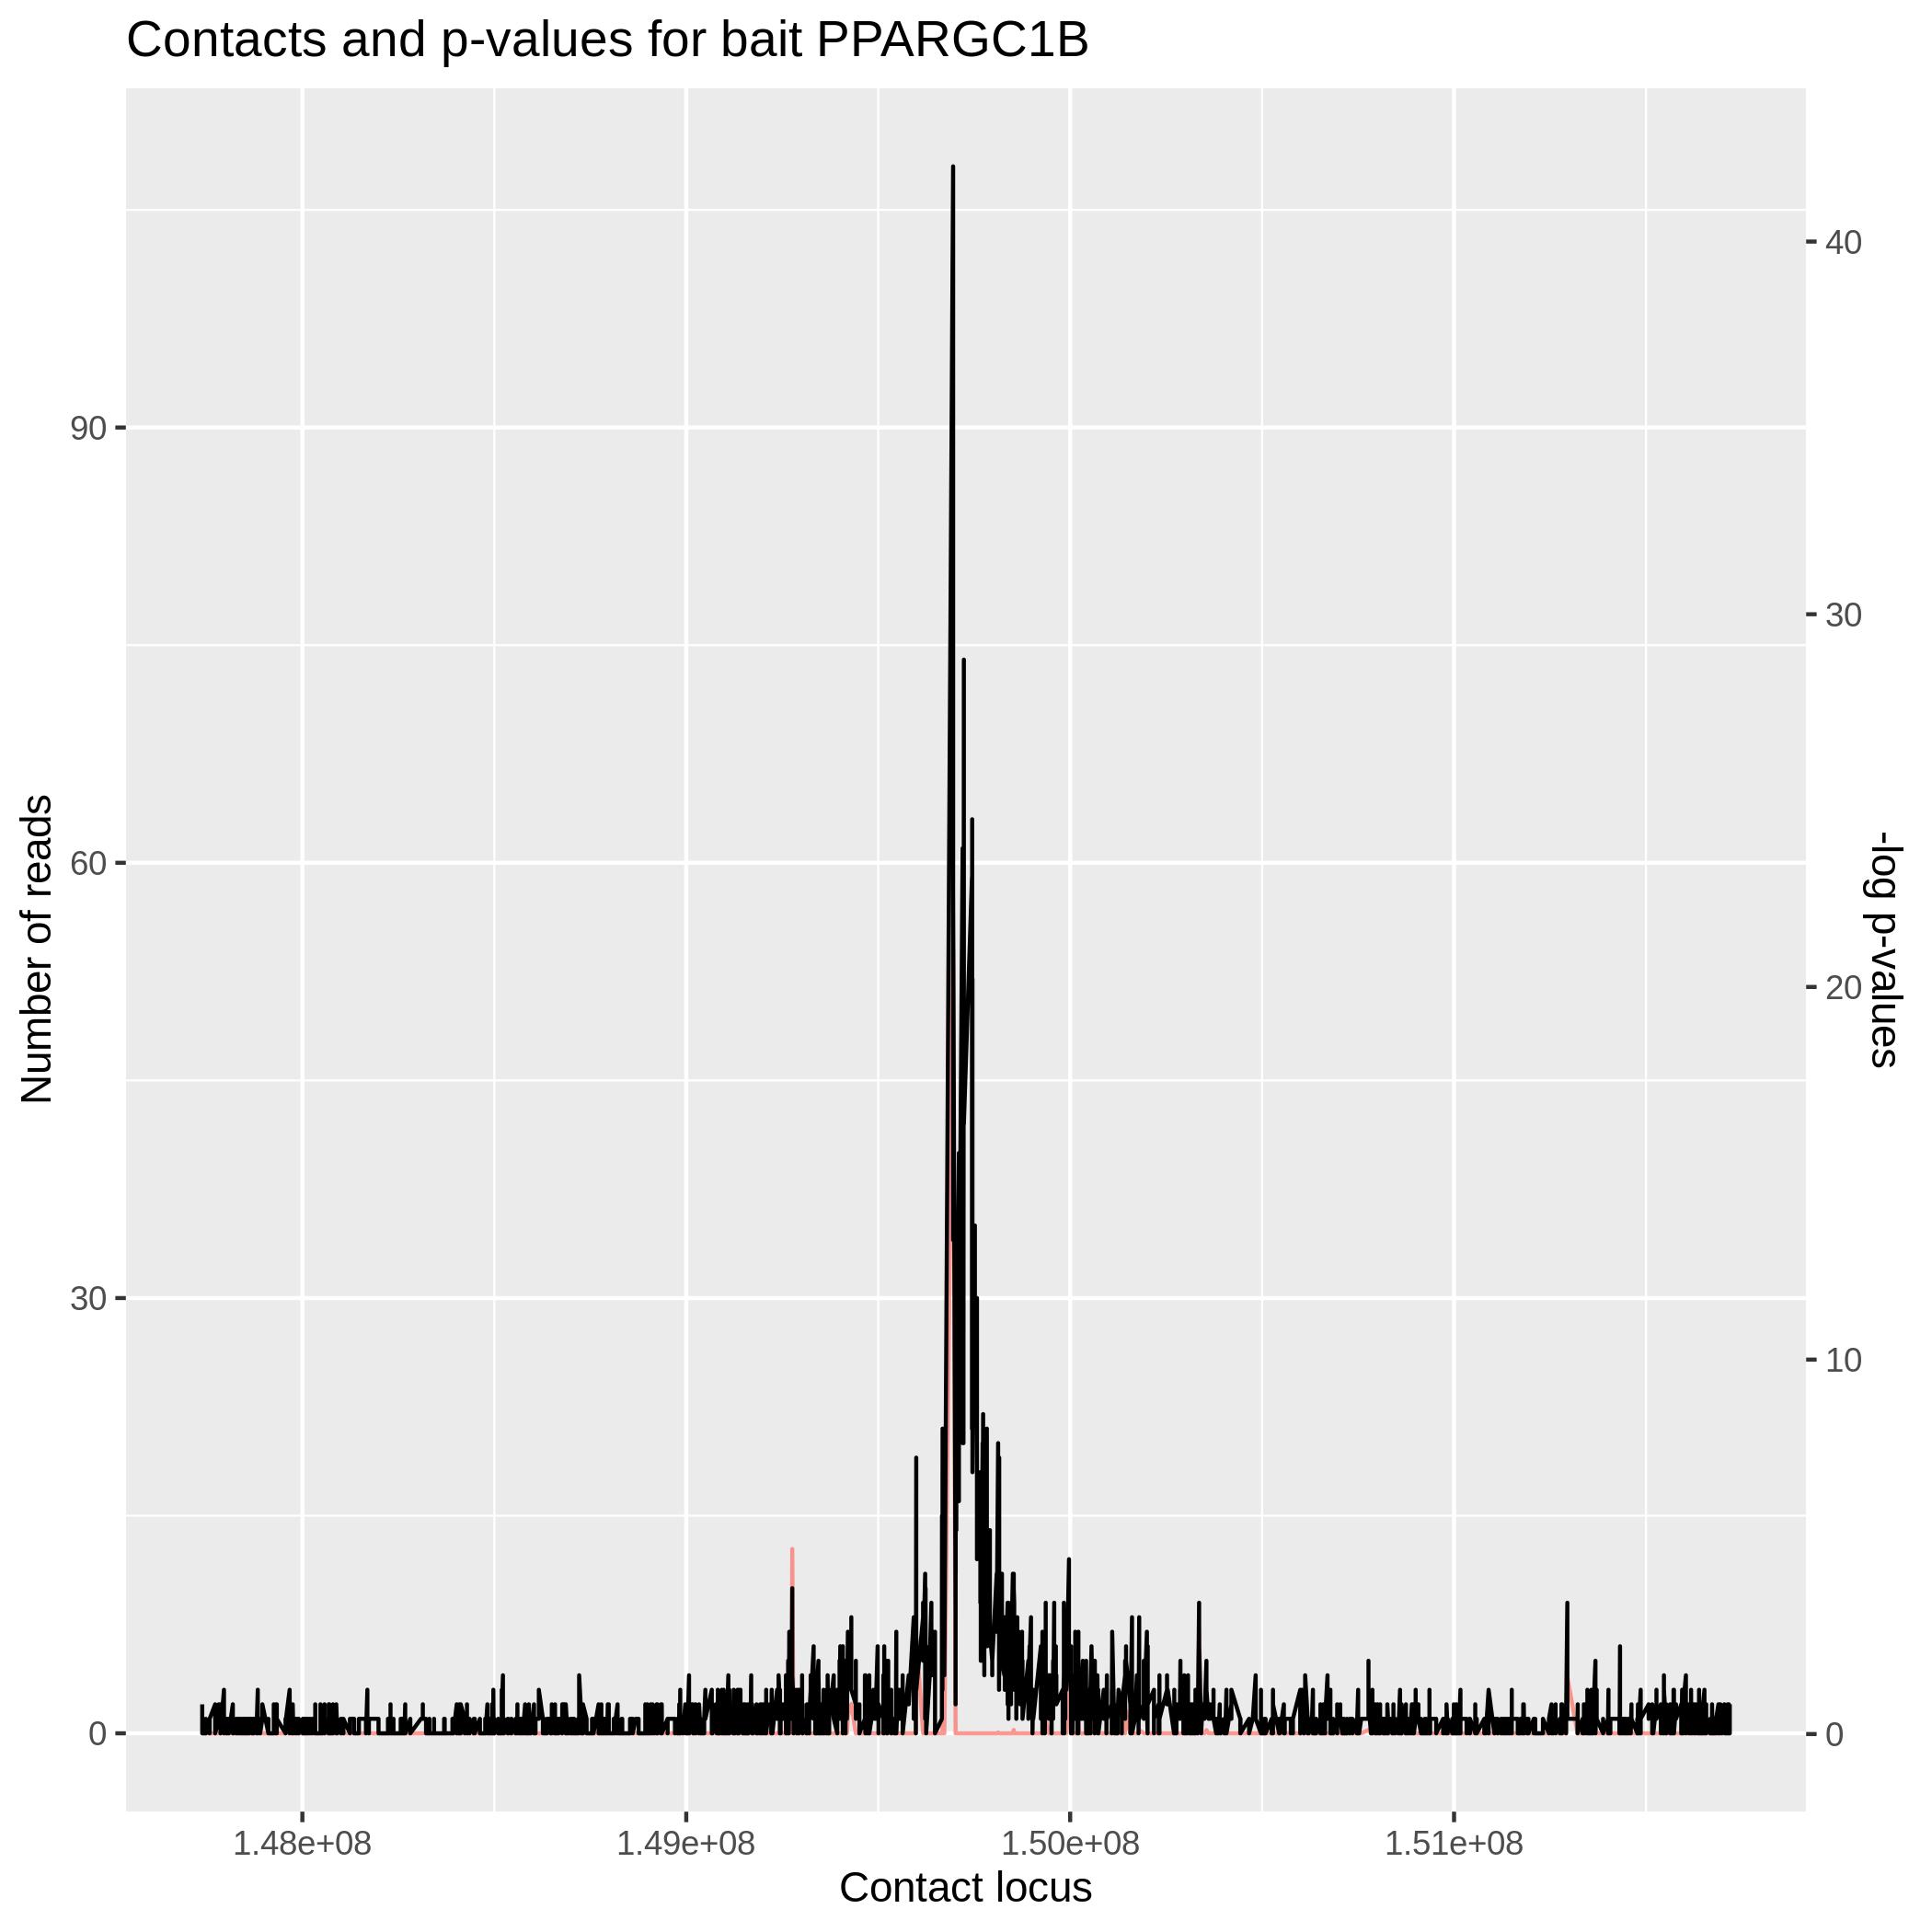 Contacts and p-values for bait PPARGC1B
Number of reads
90
60
30
0
40
30
20
10
0
-log p-values
1.48e+08
1.49e+08
1.50e+08
1.51e+08
Contact locus